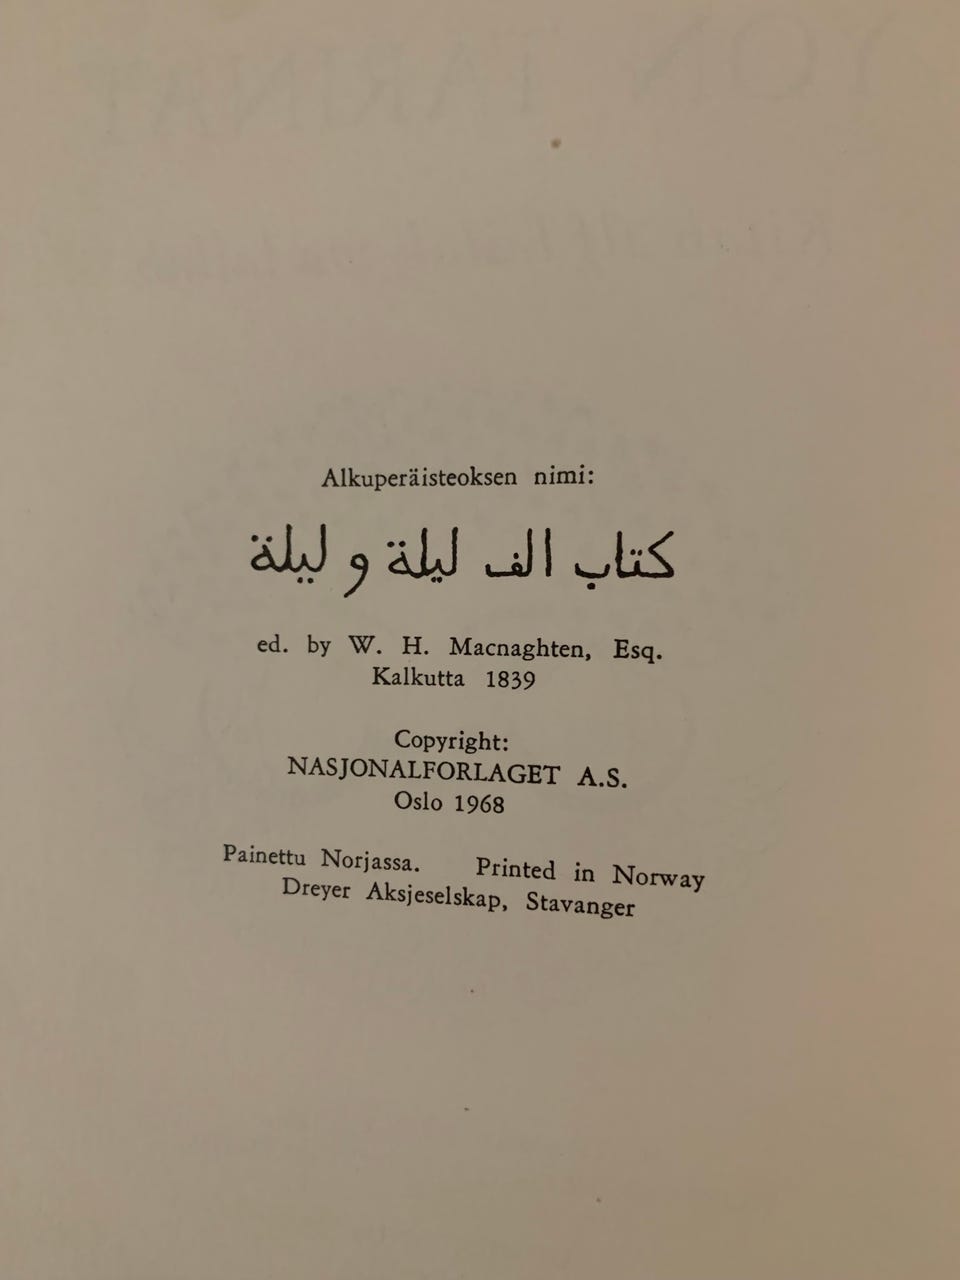 Alkuperäisteoksen nimi:
كتاب الف ليلة و ليلة
ed. by W. H. Macnaghten, Esq.
Kalkutta 1839
Copyright:
NASJONALFORLAGET A.S.
Oslo 1968
Painettu Norjassa. Printed in Norway
Dreyer Aksjeselskap, Stavanger